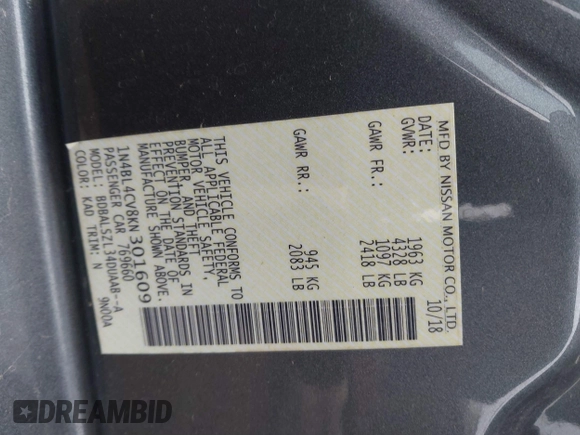 MFD BY NISSAN MOTOR CO., LTD.
DATE: 10/18
GVWR: 1963 KG
4328 LB
GAWR FR.: 1097 KG
2418 LB
GAWR RR.: 945 KG
2083 LB
THIS VEHICLE CONFORMS TO
ALL APPLICABLE FEDERAL
MOTOR VEHICLE SAFETY,
BUMPER, AND THEFT
PREVENTION STANDARDS IN
EFFECT ON THE DATE OF
MANUFACTURE SHOWN ABOVE.
1N4BL4CV8KN301609
PASSENGER CAR 769660
MODEL: BDBALSZL34DUAA8--A
COLOR: KAD TRIM: N 9N00A
DREAMBID